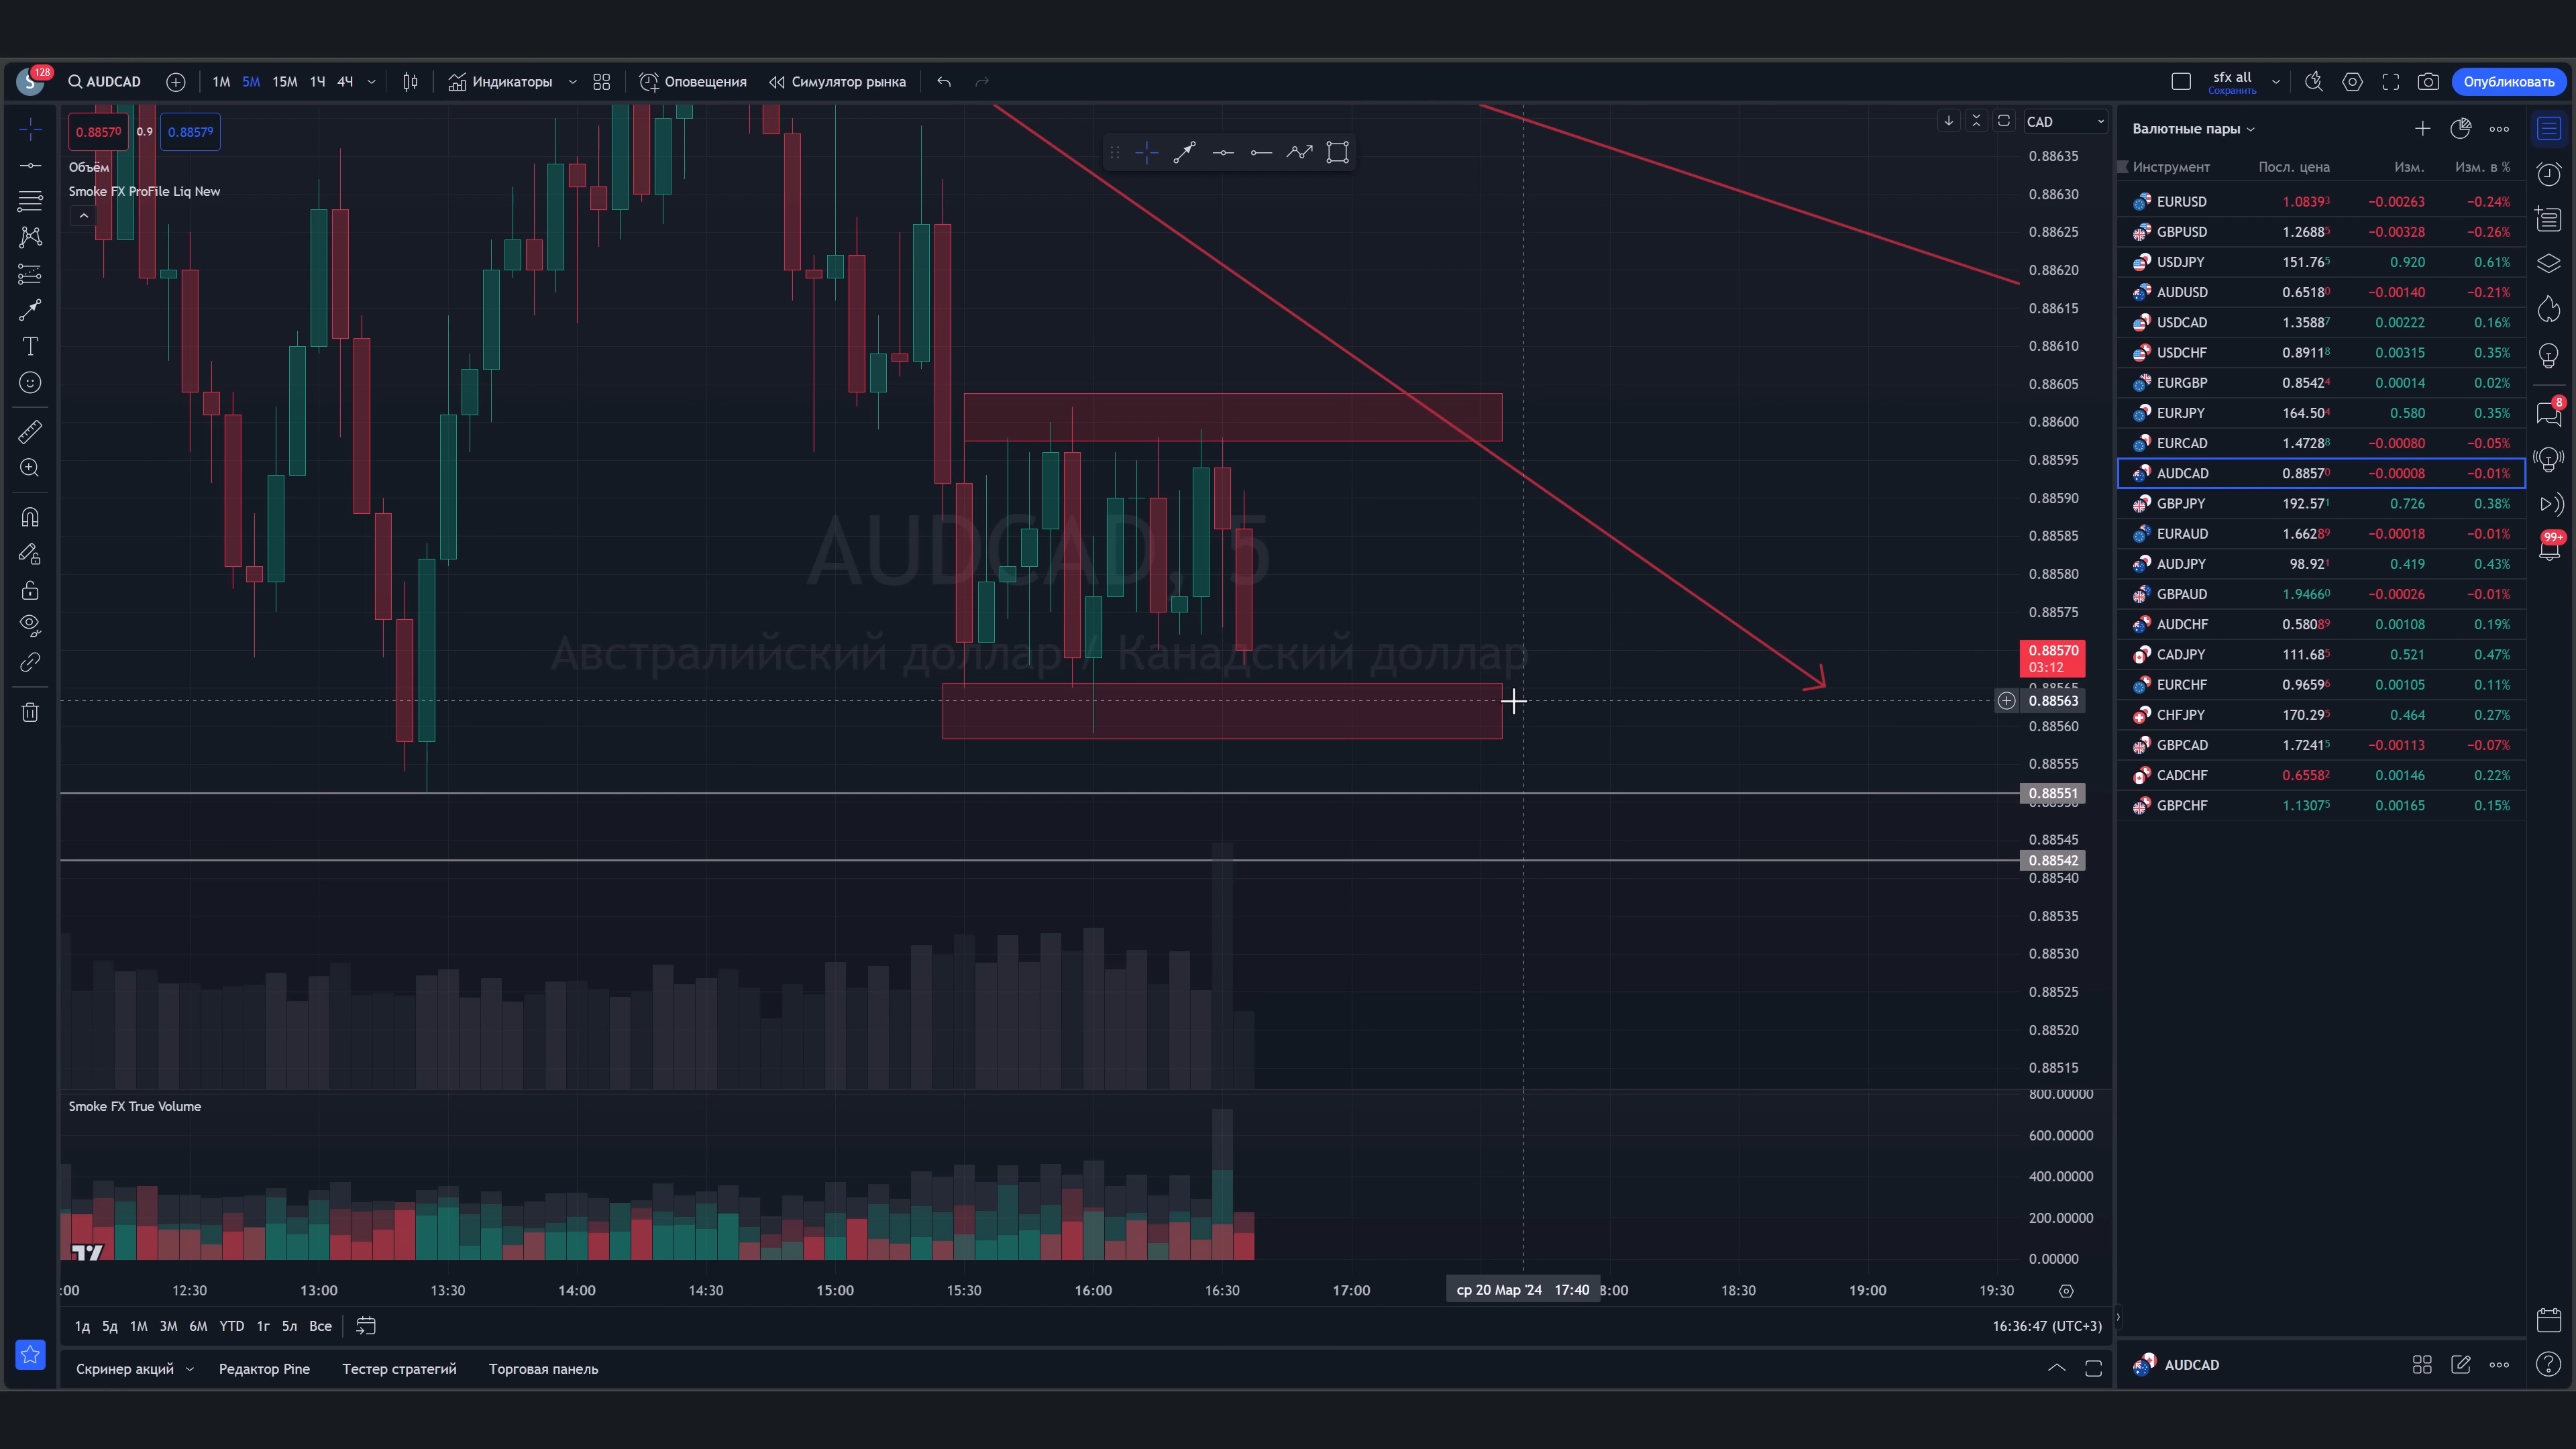 S 128 AUDCAD 1М 5М 15М 1Ч 4Ч Индикаторы Оповещения Симулятор рынка sfx all Сохранить Опубликовать
0.88570 0.9 0.88579 CAD
Объём
Smoke FX ProFile Liq New
AUDCAD, 5
Австралийский доллар / Канадский доллар
0.88635
0.88630
0.88625
0.88620
0.88615
0.88610
0.88605
0.88600
0.88595
0.88590
0.88585
0.88580
0.88575
0.88570
03:12
0.88565
0.88563
0.88560
0.88555
0.88551
0.88550
0.88545
0.88542
0.88540
0.88535
0.88530
0.88525
0.88520
0.88515
Smoke FX True Volume
800.00000
600.00000
400.00000
200.00000
0.00000
:00 12:30 13:00 13:30 14:00 14:30 15:00 15:30 16:00 16:30 17:00 ср 20 Мар '24 17:40 8:00 18:30 19:00 19:30
1д 5д 1М 3М 6М YTD 1г 5л Все 16:36:47 (UTC+3)
Скринер акций Редактор Pine Тестер стратегий Торговая панель
Валютные пары
Инструмент Посл. цена Изм. Изм. в %
EURUSD 1.08393 −0.00263 −0.24%
GBPUSD 1.26885 −0.00328 −0.26%
USDJPY 151.765 0.920 0.61%
AUDUSD 0.65180 −0.00140 −0.21%
USDCAD 1.35887 0.00222 0.16%
USDCHF 0.89118 0.00315 0.35%
EURGBP 0.85424 0.00014 0.02%
EURJPY 164.504 0.580 0.35%
EURCAD 1.47288 −0.00080 −0.05%
AUDCAD 0.88570 −0.00008 −0.01%
GBPJPY 192.571 0.726 0.38%
EURAUD 1.66289 −0.00018 −0.01%
AUDJPY 98.921 0.419 0.43%
GBPAUD 1.94660 −0.00026 −0.01%
AUDCHF 0.58089 0.00108 0.19%
CADJPY 111.685 0.521 0.47%
EURCHF 0.96596 0.00105 0.11%
CHFJPY 170.295 0.464 0.27%
GBPCAD 1.72415 −0.00113 −0.07%
CADCHF 0.65582 0.00146 0.22%
GBPCHF 1.13075 0.00165 0.15%
AUDCAD
8
99+